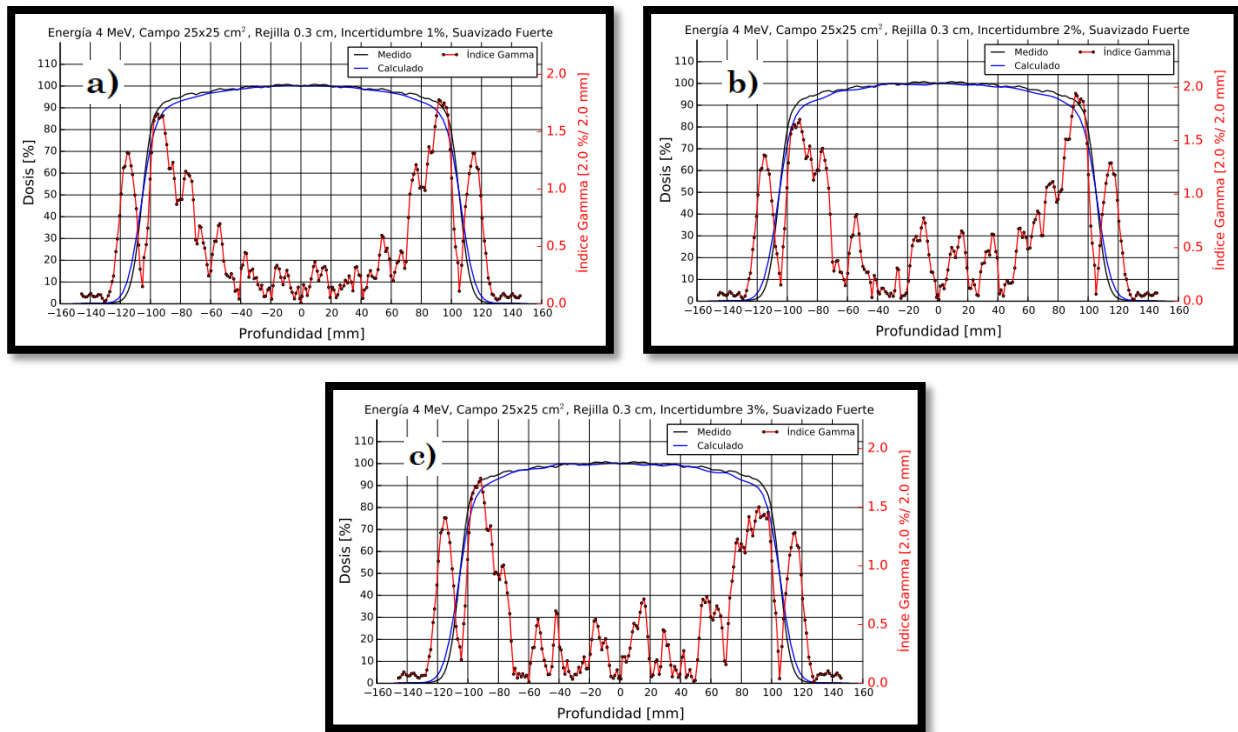 Energía 4 MeV, Campo 25x25 cm², Rejilla 0.3 cm, Incertidumbre 1%, Suavizado Fuerte
a)
Medido
Calculado
Índice Gamma
110
100
90
80
70
60
50
40
30
20
10
0
Dosis [%]
2.0
1.5
1.0
0.5
0.0
Índice Gamma [2.0 %/ 2.0 mm]
−160 −140 −120 −100 −80 −60 −40 −20 0 20 40 60 80 100 120 140 160
Profundidad [mm]
Energía 4 MeV, Campo 25x25 cm², Rejilla 0.3 cm, Incertidumbre 2%, Suavizado Fuerte
b)
Medido
Calculado
Índice Gamma
110
100
90
80
70
60
50
40
30
20
10
0
Dosis [%]
2.0
1.5
1.0
0.5
0.0
Índice Gamma [2.0 %/ 2.0 mm]
−160 −140 −120 −100 −80 −60 −40 −20 0 20 40 60 80 100 120 140 160
Profundidad [mm]
Energía 4 MeV, Campo 25x25 cm², Rejilla 0.3 cm, Incertidumbre 3%, Suavizado Fuerte
c)
Medido
Calculado
Índice Gamma
110
100
90
80
70
60
50
40
30
20
10
0
Dosis [%]
2.0
1.5
1.0
0.5
0.0
Índice Gamma [2.0 %/ 2.0 mm]
−160 −140 −120 −100 −80 −60 −40 −20 0 20 40 60 80 100 120 140 160
Profundidad [mm]